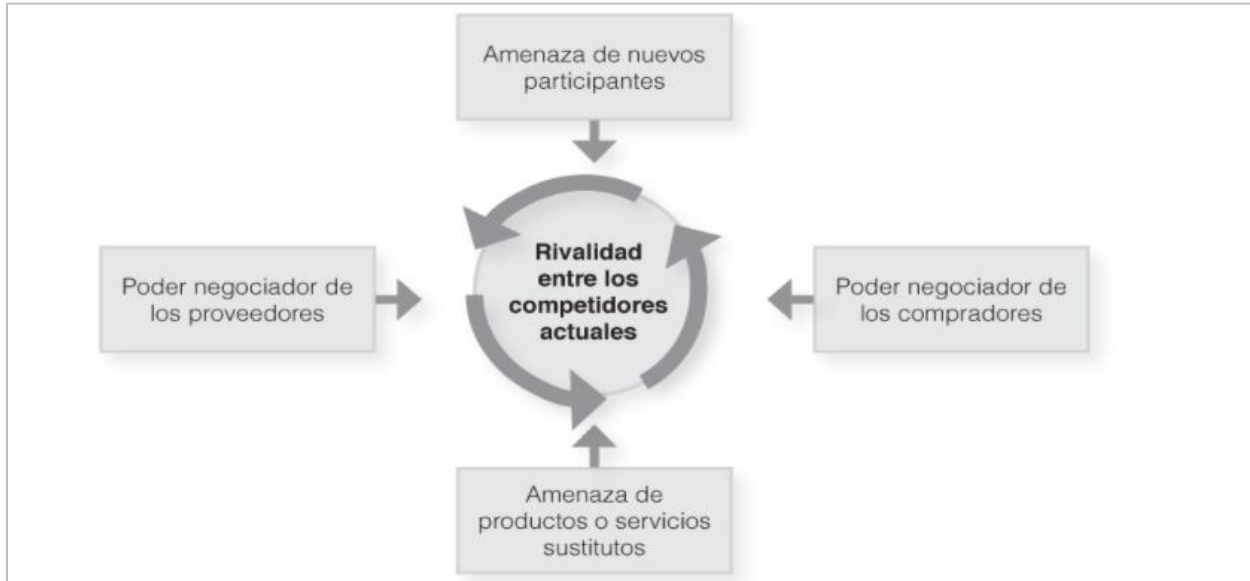 Amenaza de nuevos
participantes
Rivalidad
entre los
competidores
actuales
Poder negociador de
los proveedores
Poder negociador de
los compradores
Amenaza de
productos o servicios
sustitutos